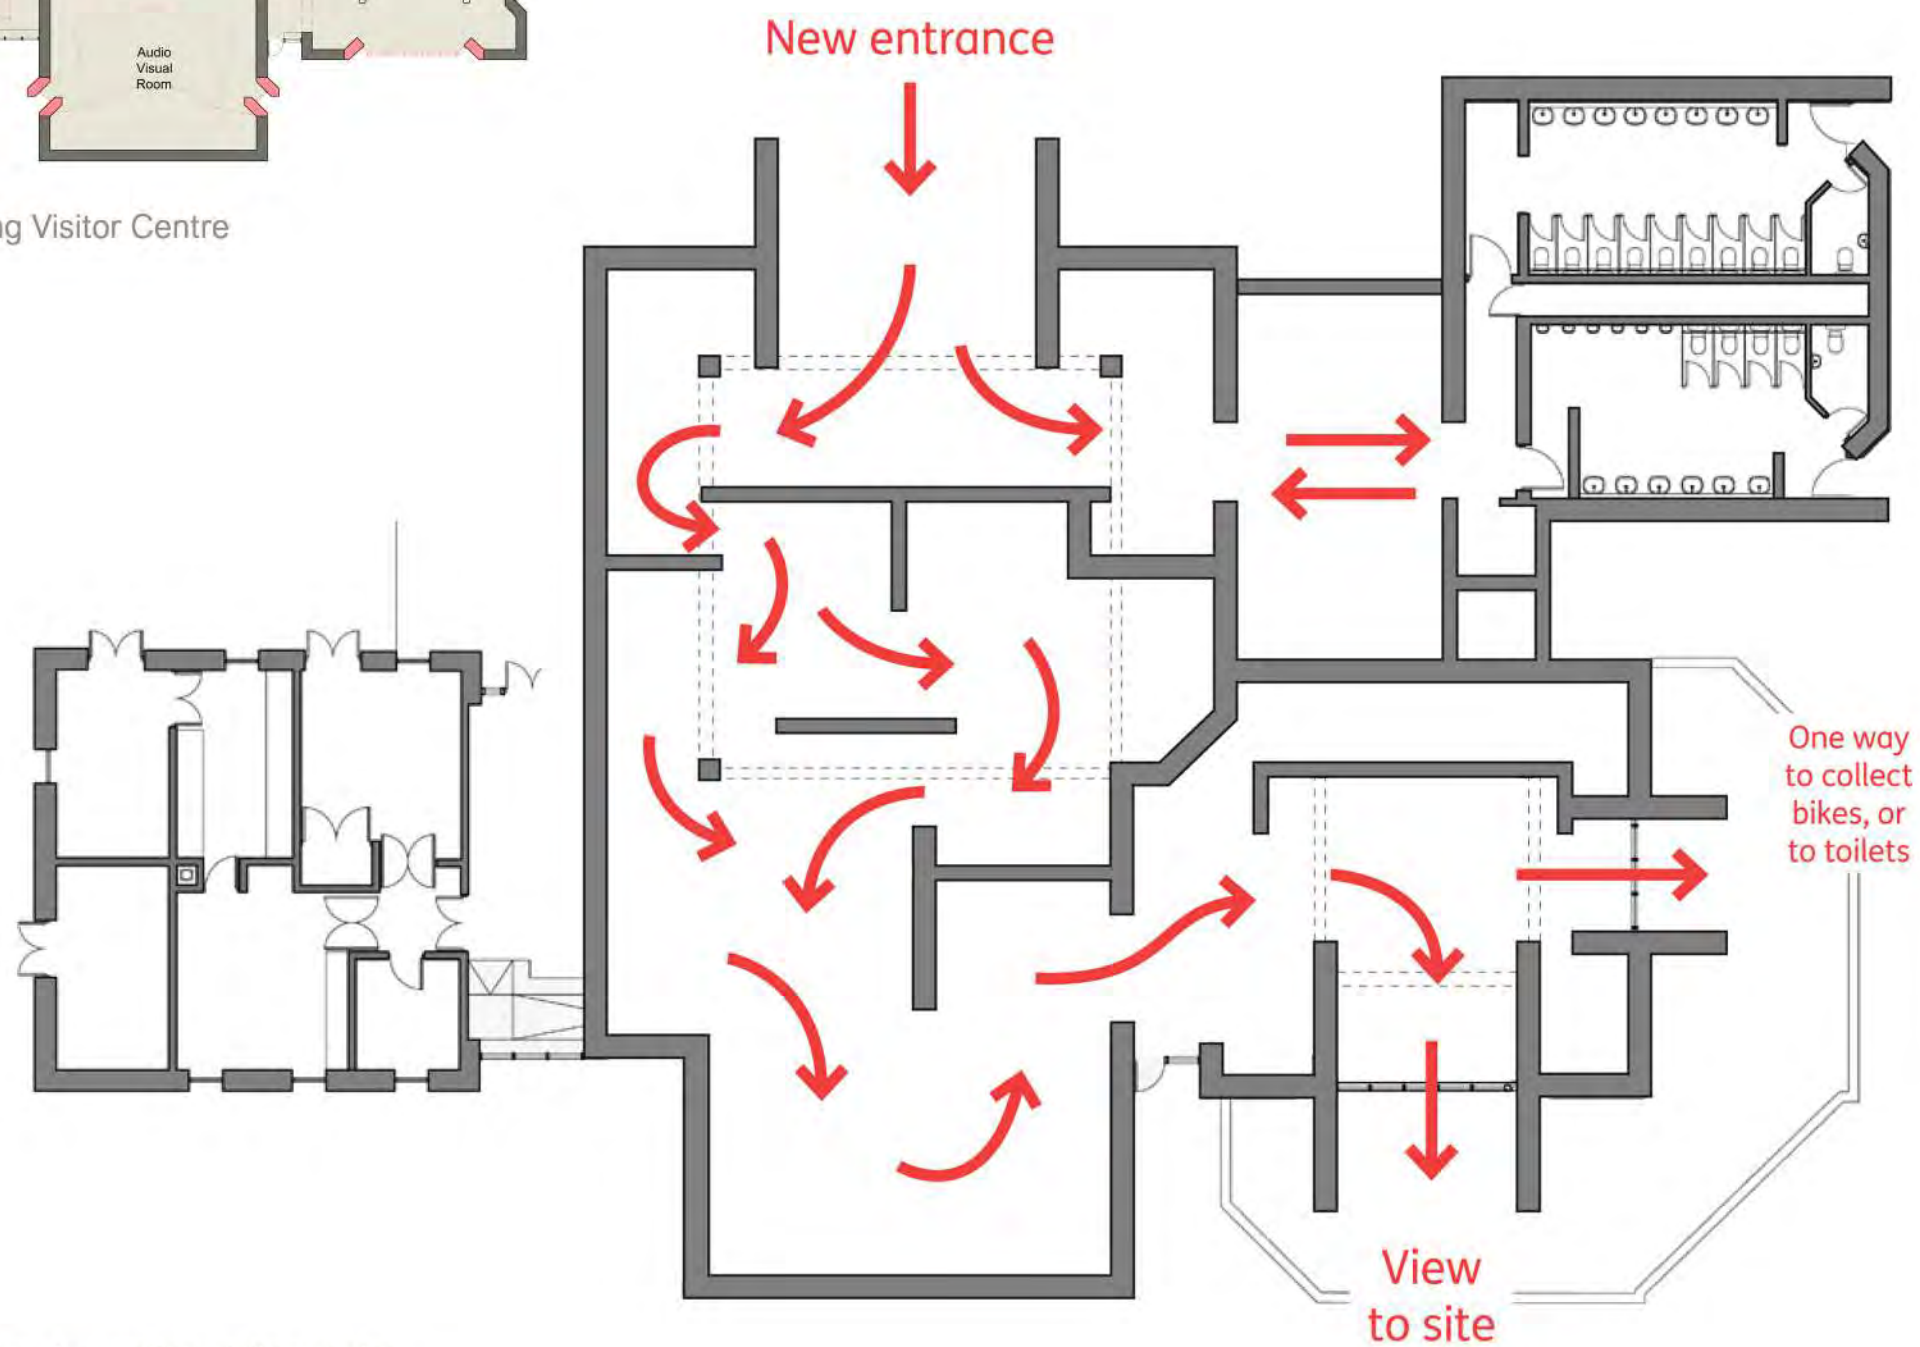 New entrance
Audio
Visual
Room
Visitor Centre
One way
to collect
bikes, or
to toilets
View
to site